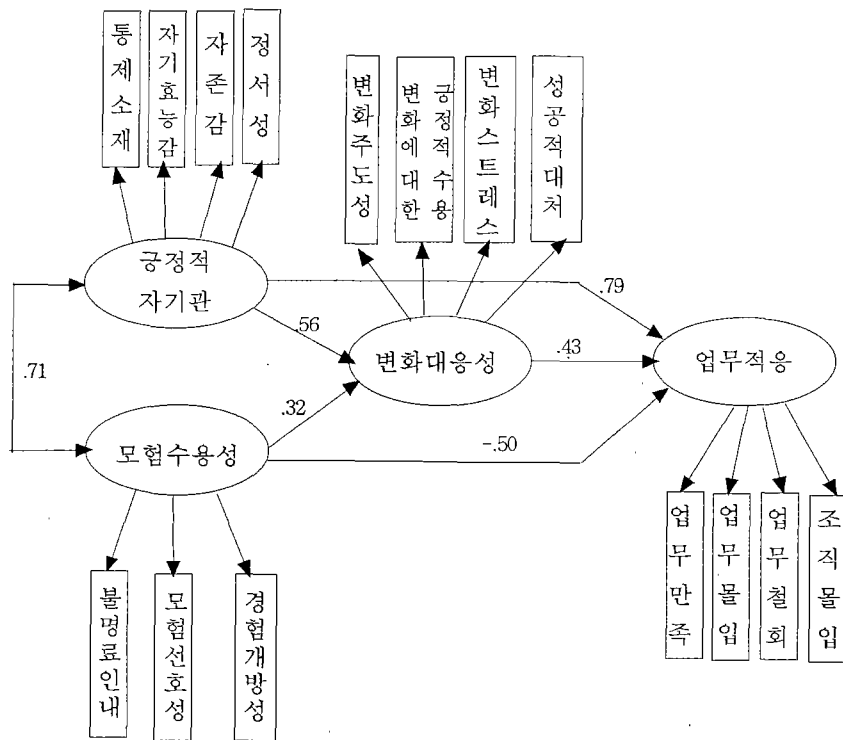 통제소재
자기효능감
자존감
정서성
변화주도성
변화에대한
긍정적수용
변화스트레스
성공적대처
긍정적
자기관
.79
.56
변화대응성
.43
업무적응
.71
.32
모험수용성
-.50
불명료인내
모험선호성
경험개방성
업무만족
업무몰입
업무철회
조직몰입